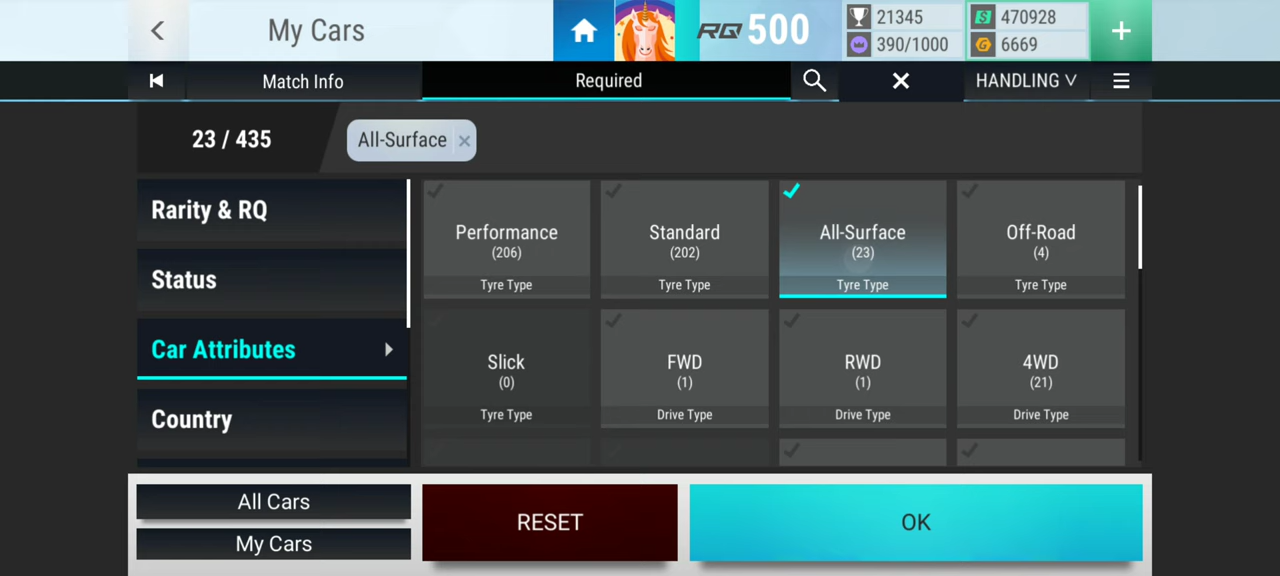 My Cars
RQ 500
21345
390/1000
470928
6669
+
Match Info
Required
HANDLING
23 / 435
All-Surface ×
Rarity & RQ
Status
Car Attributes
Country
Performance
(206)
Tyre Type
Standard
(202)
Tyre Type
All-Surface
(23)
Tyre Type
Off-Road
(4)
Tyre Type
Slick
(0)
Tyre Type
FWD
(1)
Drive Type
RWD
(1)
Drive Type
4WD
(21)
Drive Type
All Cars
My Cars
RESET
OK